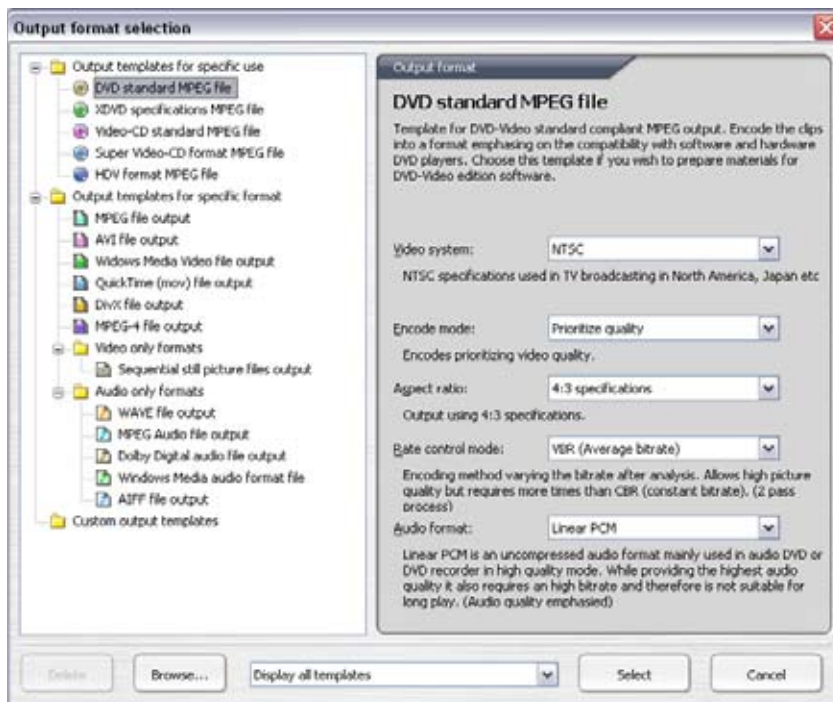 Output format selection
Output templates for specific use
DVD standard MPEG file
XDVD specifications MPEG file
Video-CD standard MPEG file
Super Video-CD format MPEG file
HDV format MPEG file
Output templates for specific format
MPEG file output
AVI file output
Widows Media Video file output
QuickTime (mov) file output
DivX file output
MPEG-4 file output
Video only formats
Sequential still picture files output
Audio only formats
WAVE file output
MPEG Audio file output
Dolby Digital audio file output
Windows Media audio format file
AIFF file output
Custom output templates
Output format
DVD standard MPEG file
Template for DVD-Video standard compliant MPEG output. Encode the clips
into a format emphasing on the compatibility with software and hardware
DVD players. Choose this template if you wish to prepare materials for
DVD-Video edition software.
Video system:
NTSC
NTSC specifications used in TV broadcasting in North America, Japan etc
Encode mode:
Prioritize quality
Encodes prioritizing video quality.
Aspect ratio:
4:3 specifications
Output using 4:3 specifications.
Rate control mode:
VBR (Average bitrate)
Encoding method varying the bitrate after analysis. Allows high picture
quality but requires more times than CBR (constant bitrate). (2 pass
process)
Audio format:
Linear PCM
Linear PCM is an uncompressed audio format mainly used in audio DVD or
DVD recorder in high quality mode. While providing the highest audio
quality it also requires an high bitrate and therefore is not suitable for
long play. (Audio quality emphasied)
Delete
Browse...
Display all templates
Select
Cancel